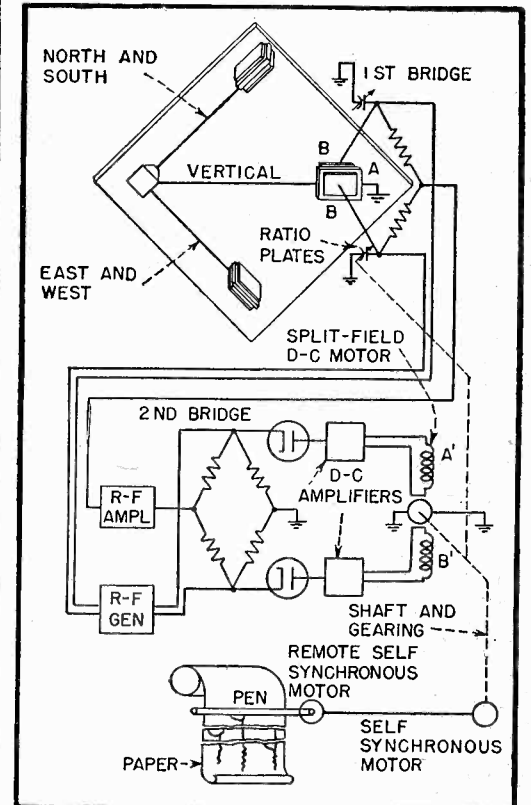 NORTH AND
SOUTH
1ST BRIDGE
B
A
VERTICAL
B
RATIO
PLATES
EAST AND
WEST
SPLIT-FIELD
D-C MOTOR
2ND BRIDGE
A'
D-C
AMPLIFIERS
R-F
AMPL
B'
R-F
GEN
SHAFT AND
GEARING
REMOTE SELF
SYNCHRONOUS
MOTOR
PEN
SELF
SYNCHRONOUS
MOTOR
PAPER